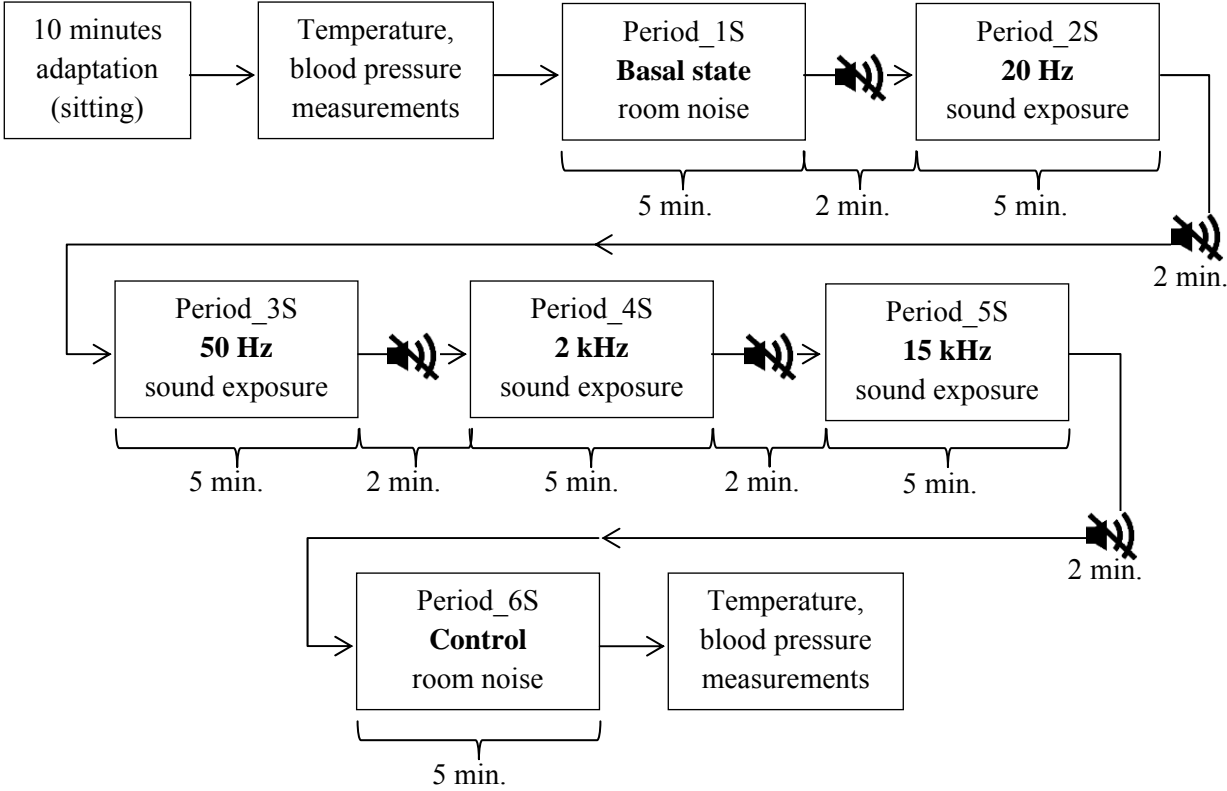 10 minutes
adaptation
(sitting)
Temperature,
blood pressure
measurements
Period_1S
Basal state
room noise
Period_2S
20 Hz
sound exposure
5 min.
2 min.
5 min.
2 min.
Period_3S
50 Hz
sound exposure
Period_4S
2 kHz
sound exposure
Period_5S
15 kHz
sound exposure
5 min.
2 min.
5 min.
2 min.
5 min.
2 min.
Period_6S
Control
room noise
Temperature,
blood pressure
measurements
5 min.